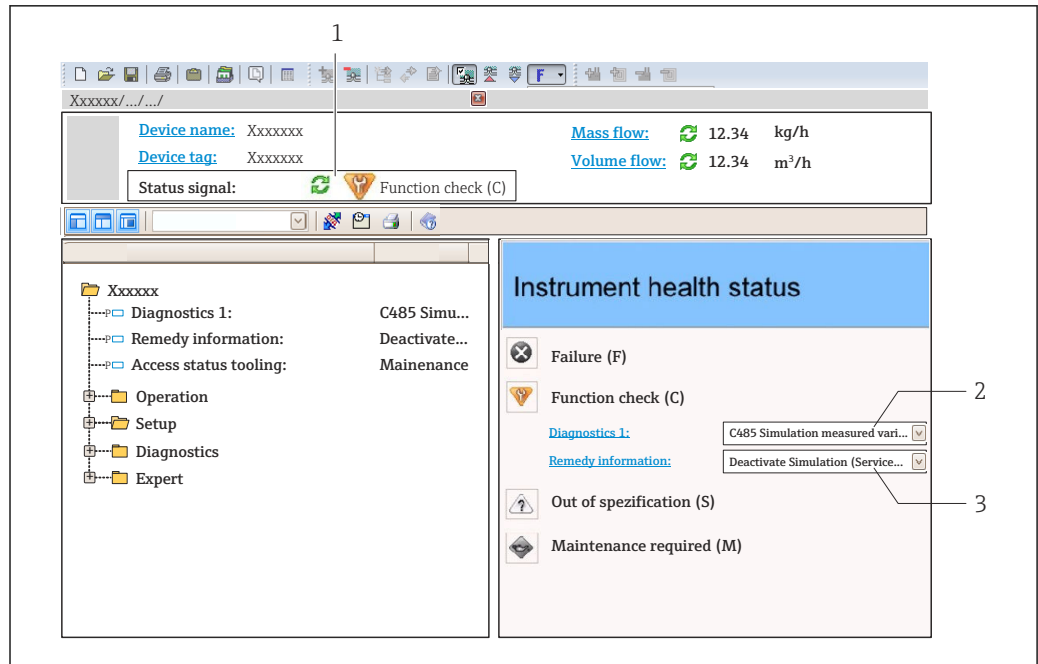 1
F
Xxxxxx/.../.../
Device name: Xxxxxxx
Mass flow: 12.34 kg/h
Device tag: Xxxxxxx
Volume flow: 12.34 m³/h
Status signal: Function check (C)
Xxxxxx
Diagnostics 1: C485 Simu...
Remedy information: Deactivate...
Access status tooling: Mainenance
Operation
Setup
Diagnostics
Expert
Instrument health status
Failure (F)
Function check (C)
Diagnostics 1: C485 Simulation measured vari...
2
Remedy information: Deactivate Simulation (Service...
3
Out of spezification (S)
Maintenance required (M)